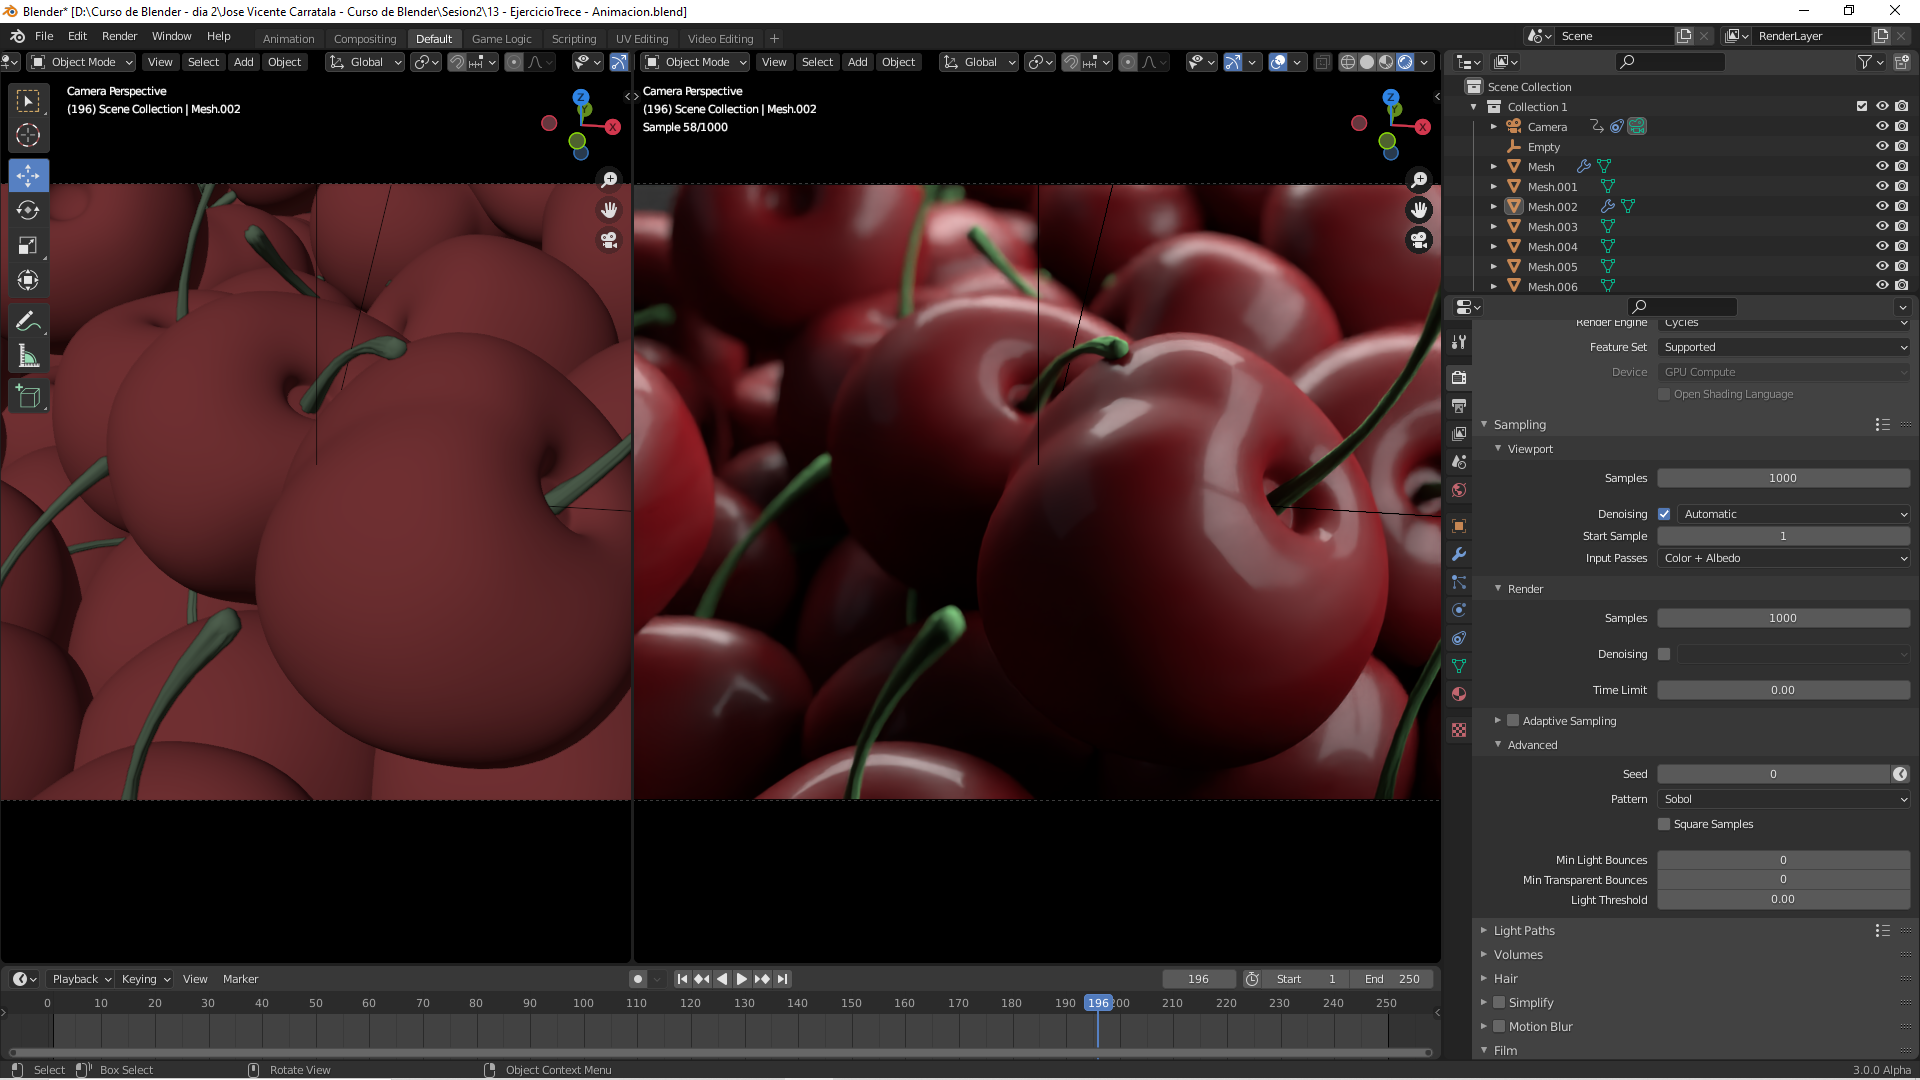 Blender* [D:\Curso de Blender - dia 2\Jose Vicente Carratala - Curso de Blender\Sesion2\13 - EjercicioTrece - Animacion.blend]
File Edit Render Window Help Animation Compositing Default Game Logic Scripting UV Editing Video Editing + Scene RenderLayer
Object Mode View Select Add Object Global Object Mode View Select Add Object Global
Camera Perspective
(196) Scene Collection | Mesh.002
Z
X
Camera Perspective
(196) Scene Collection | Mesh.002
Sample 58/1000
Z
X
Scene Collection
Collection 1
Camera
Empty
Mesh
Mesh.001
Mesh.002
Mesh.003
Mesh.004
Mesh.005
Mesh.006
Render Engine Cycles
Feature Set Supported
Device GPU Compute
Open Shading Language
Sampling
Viewport
Samples 1000
Denoising Automatic
Start Sample 1
Input Passes Color + Albedo
Render
Samples 1000
Denoising
Time Limit 0.00
Adaptive Sampling
Advanced
Seed 0
Pattern Sobol
Square Samples
Min Light Bounces 0
Min Transparent Bounces 0
Light Threshold 0.00
Light Paths
Volumes
Hair
Simplify
Motion Blur
Film
Playback Keying View Marker 196 Start 1 End 250
0 10 20 30 40 50 60 70 80 90 100 110 120 130 140 150 160 170 180 190 196 200 210 220 230 240 250
Select Box Select Rotate View Object Context Menu 3.0.0 Alpha